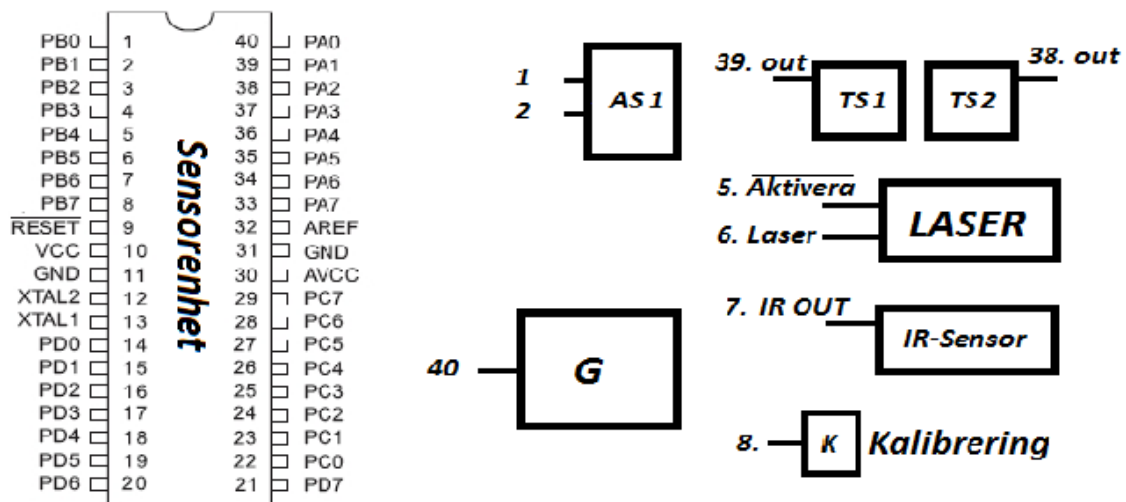 PB0 1 40 PA0
PB1 2 39 PA1
PB2 3 38 PA2
PB3 4 37 PA3
PB4 5 36 PA4
PB5 6 35 PA5
PB6 7 34 PA6
PB7 8 33 PA7
RESET 9 32 AREF
VCC 10 31 GND
GND 11 30 AVCC
XTAL2 12 29 PC7
XTAL1 13 28 PC6
PD0 14 27 PC5
PD1 15 26 PC4
PD2 16 25 PC3
PD3 17 24 PC2
PD4 18 23 PC1
PD5 19 22 PC0
PD6 20 21 PD7
Sensorenhet
1
2
AS1
39. out
TS1
TS2
38. out
5. Aktivera
6. Laser
LASER
7. IR OUT
IR-Sensor
40
G
8.
K
Kalibrering